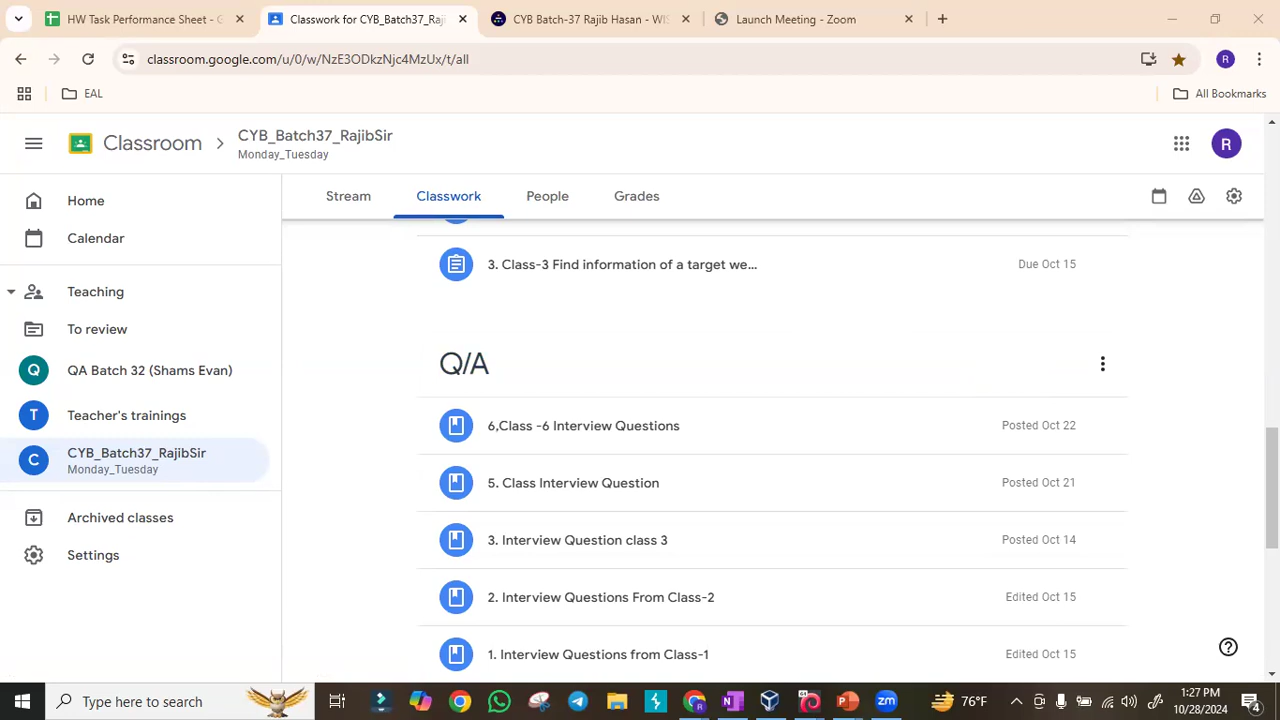 HW Task Performance Sheet - G
Classwork for CYB_Batch37_Raji
CYB Batch-37 Rajib Hasan - WIS
Launch Meeting - Zoom
classroom.google.com/u/0/w/NzE3ODkzNjc4MzUx/t/all
R
EAL
All Bookmarks
Classroom
CYB_Batch37_RajibSir
Monday_Tuesday
R
Home
Calendar
Teaching
To review
Q QA Batch 32 (Shams Evan)
T Teacher's trainings
C CYB_Batch37_RajibSir
Monday_Tuesday
Archived classes
Settings
Stream Classwork People Grades
3. Class-3 Find information of a target we... Due Oct 15
Q/A
6,Class -6 Interview Questions Posted Oct 22
5. Class Interview Question Posted Oct 21
3. Interview Question class 3 Posted Oct 14
2. Interview Questions From Class-2 Edited Oct 15
1. Interview Questions from Class-1 Edited Oct 15
Type here to search
zm
76°F
1:27 PM
10/28/2024
4